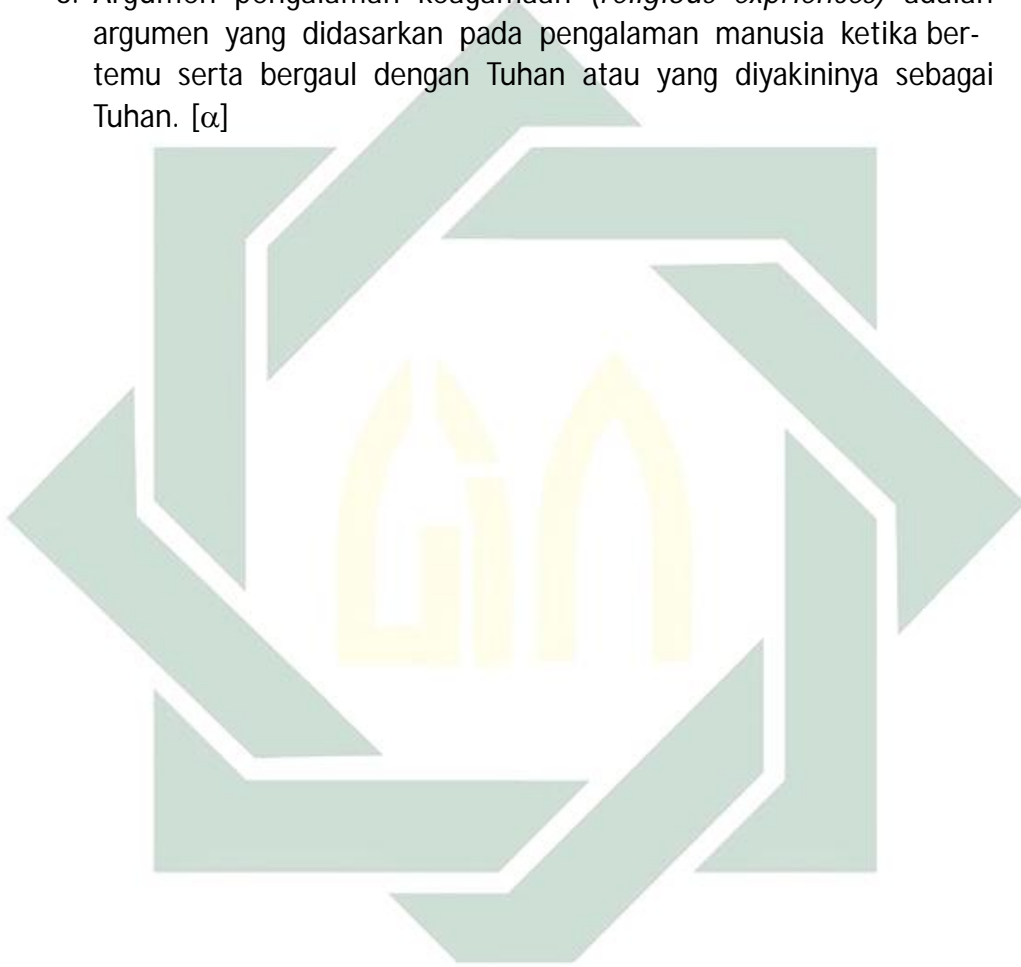 Argumen pengalaman keagamaan (religious expriences) adalah
argumen yang didasarkan pada pengalaman manusia ketika ber-
temu serta bergaul dengan Tuhan atau yang diyakininya sebagai
Tuhan. [α]